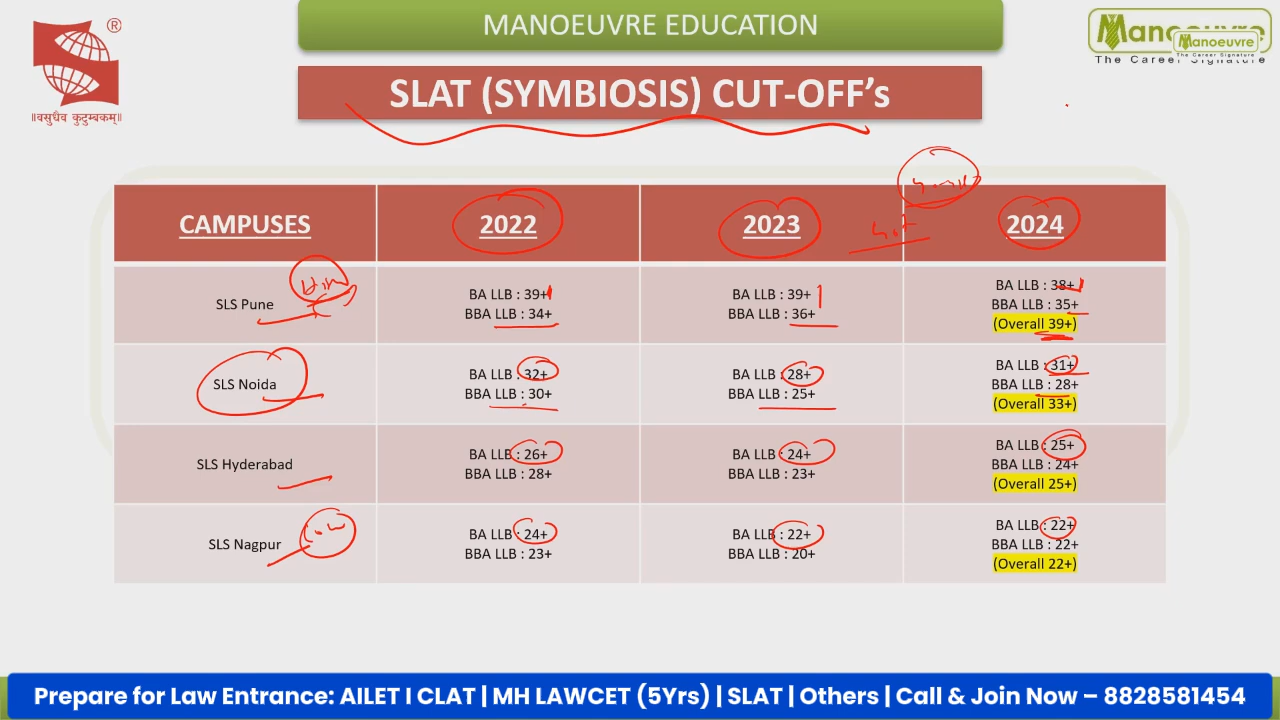 MANOEUVRE EDUCATION
®
Manoeuvre
The Career Signature
Manoeuvre
The Career Signature
॥वसुधैव कुटुम्बकम्॥
SLAT (SYMBIOSIS) CUT-OFF’s
CAMPUSES
2022
2023
2024
SLS Pune
BA LLB : 39+
BBA LLB : 34+
BA LLB : 39+
BBA LLB : 36+
BA LLB : 38+
BBA LLB : 35+
(Overall 39+)
SLS Noida
BA LLB : 32+
BBA LLB : 30+
BA LLB : 28+
BBA LLB : 25+
BA LLB : 31+
BBA LLB : 28+
(Overall 33+)
SLS Hyderabad
BA LLB : 26+
BBA LLB : 28+
BA LLB : 24+
BBA LLB : 23+
BA LLB : 25+
BBA LLB : 24+
(Overall 25+)
SLS Nagpur
BA LLB : 24+
BBA LLB : 23+
BA LLB : 22+
BBA LLB : 20+
BA LLB : 22+
BBA LLB : 22+
(Overall 22+)
Prepare for Law Entrance: AILET I CLAT | MH LAWCET (5Yrs) | SLAT | Others | Call & Join Now – 8828581454